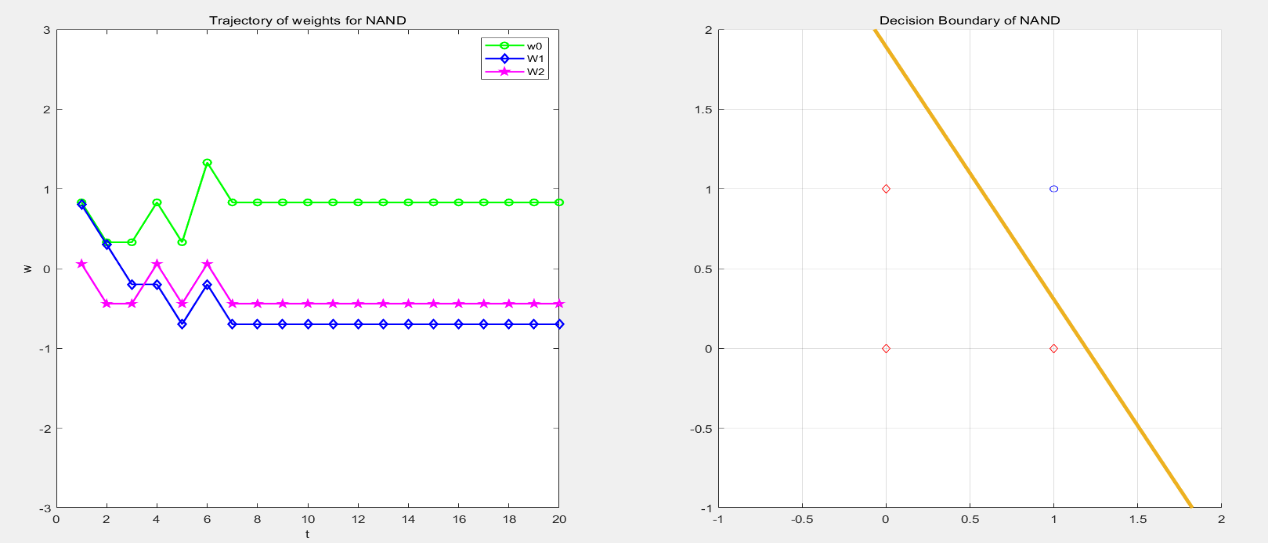 Trajectory of weights for NAND
3
2
1
0
-1
-2
-3
w
w0
W1
W2
0 2 4 6 8 10 12 14 16 18 20
t
Decision Boundary of NAND
2
1.5
1
0.5
0
-0.5
-1
-1 -0.5 0 0.5 1 1.5 2